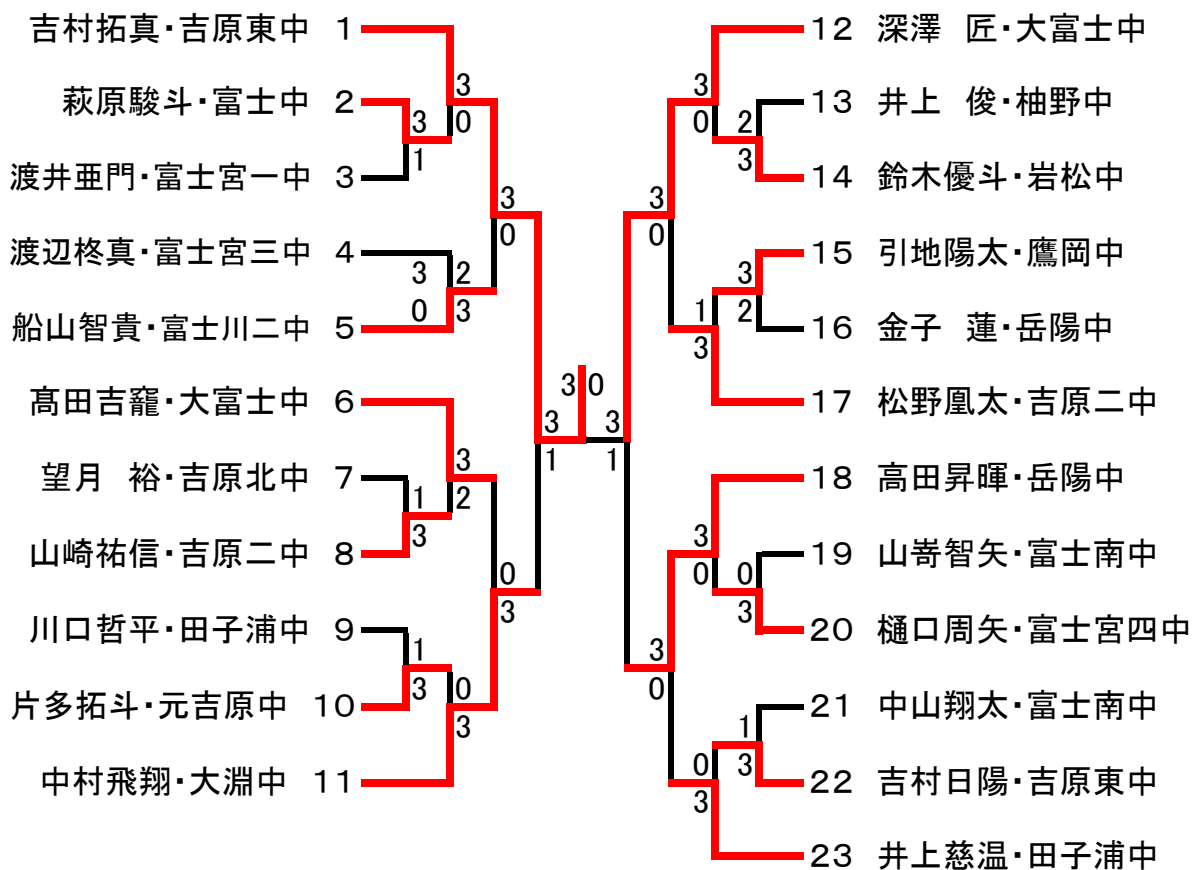 吉村拓真・吉原東中 1
萩原駿斗・富士中 2
渡井亜門・富士宮一中 3
渡辺柊真・富士宮三中 4
船山智貴・富士川二中 5
髙田吉寵・大富士中 6
望月 裕・吉原北中 7
山崎祐信・吉原二中 8
川口哲平・田子浦中 9
片多拓斗・元吉原中 10
中村飛翔・大淵中 11
3
0
3
1
3
0
3
0
2
3
3
2
1
3
0
3
1
3
0
3
3
1
3
0
3
1
12 深澤 匠・大富士中
13 井上 俊・柚野中
14 鈴木優斗・岩松中
15 引地陽太・鷹岡中
16 金子 蓮・岳陽中
17 松野凰太・吉原二中
18 高田昇暉・岳陽中
19 山嵜智矢・富士南中
20 樋口周矢・富士宮四中
21 中山翔太・富士南中
22 吉村日陽・吉原東中
23 井上慈温・田子浦中
3
0
2
3
3
0
3
2
1
3
3
0
0
3
3
0
1
3
0
3